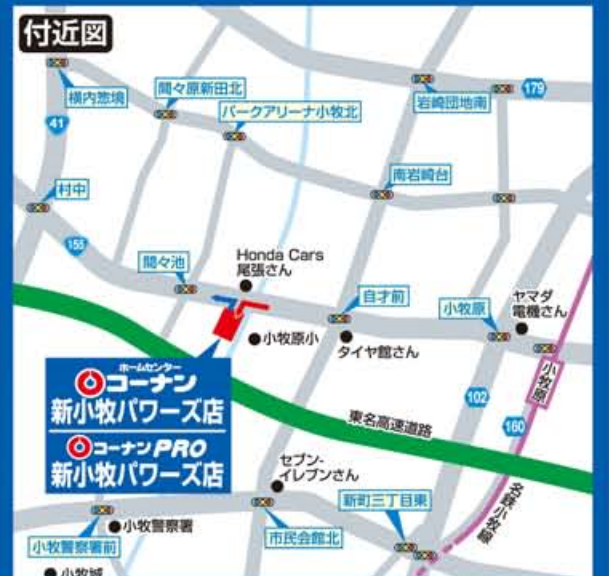 付近図
横内惣境
間々原新田北
パークアリーナ小牧北
岩崎団地南
179
41
村中
南岩崎台
155
間々池
Honda Cars
尾張さん
自才前
小牧原
ヤマダ
電機さん
小牧原小
タイヤ館さん
小牧原
ホームセンター
コーナン
新小牧パワーズ店
コーナンPRO
新小牧パワーズ店
102
160
東名高速道路
セブン-
イレブンさん
新町三丁目東
名鉄小牧線
小牧警察署
小牧警察署前
市民会館北
小牧城